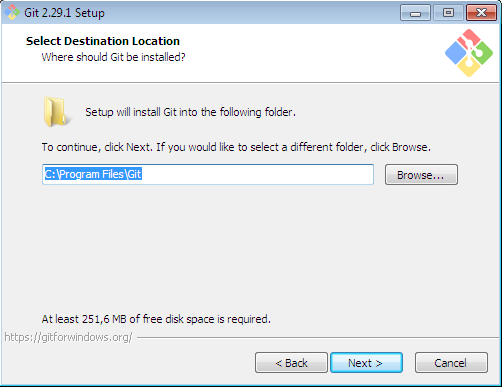 Git 2.29.1 Setup
Select Destination Location
Where should Git be installed?
Setup will install Git into the following folder.
To continue, click Next. If you would like to select a different folder, click Browse.
C:\Program Files\Git
Browse...
At least 251,6 MB of free disk space is required.
https://gitforwindows.org/
< Back
Next >
Cancel